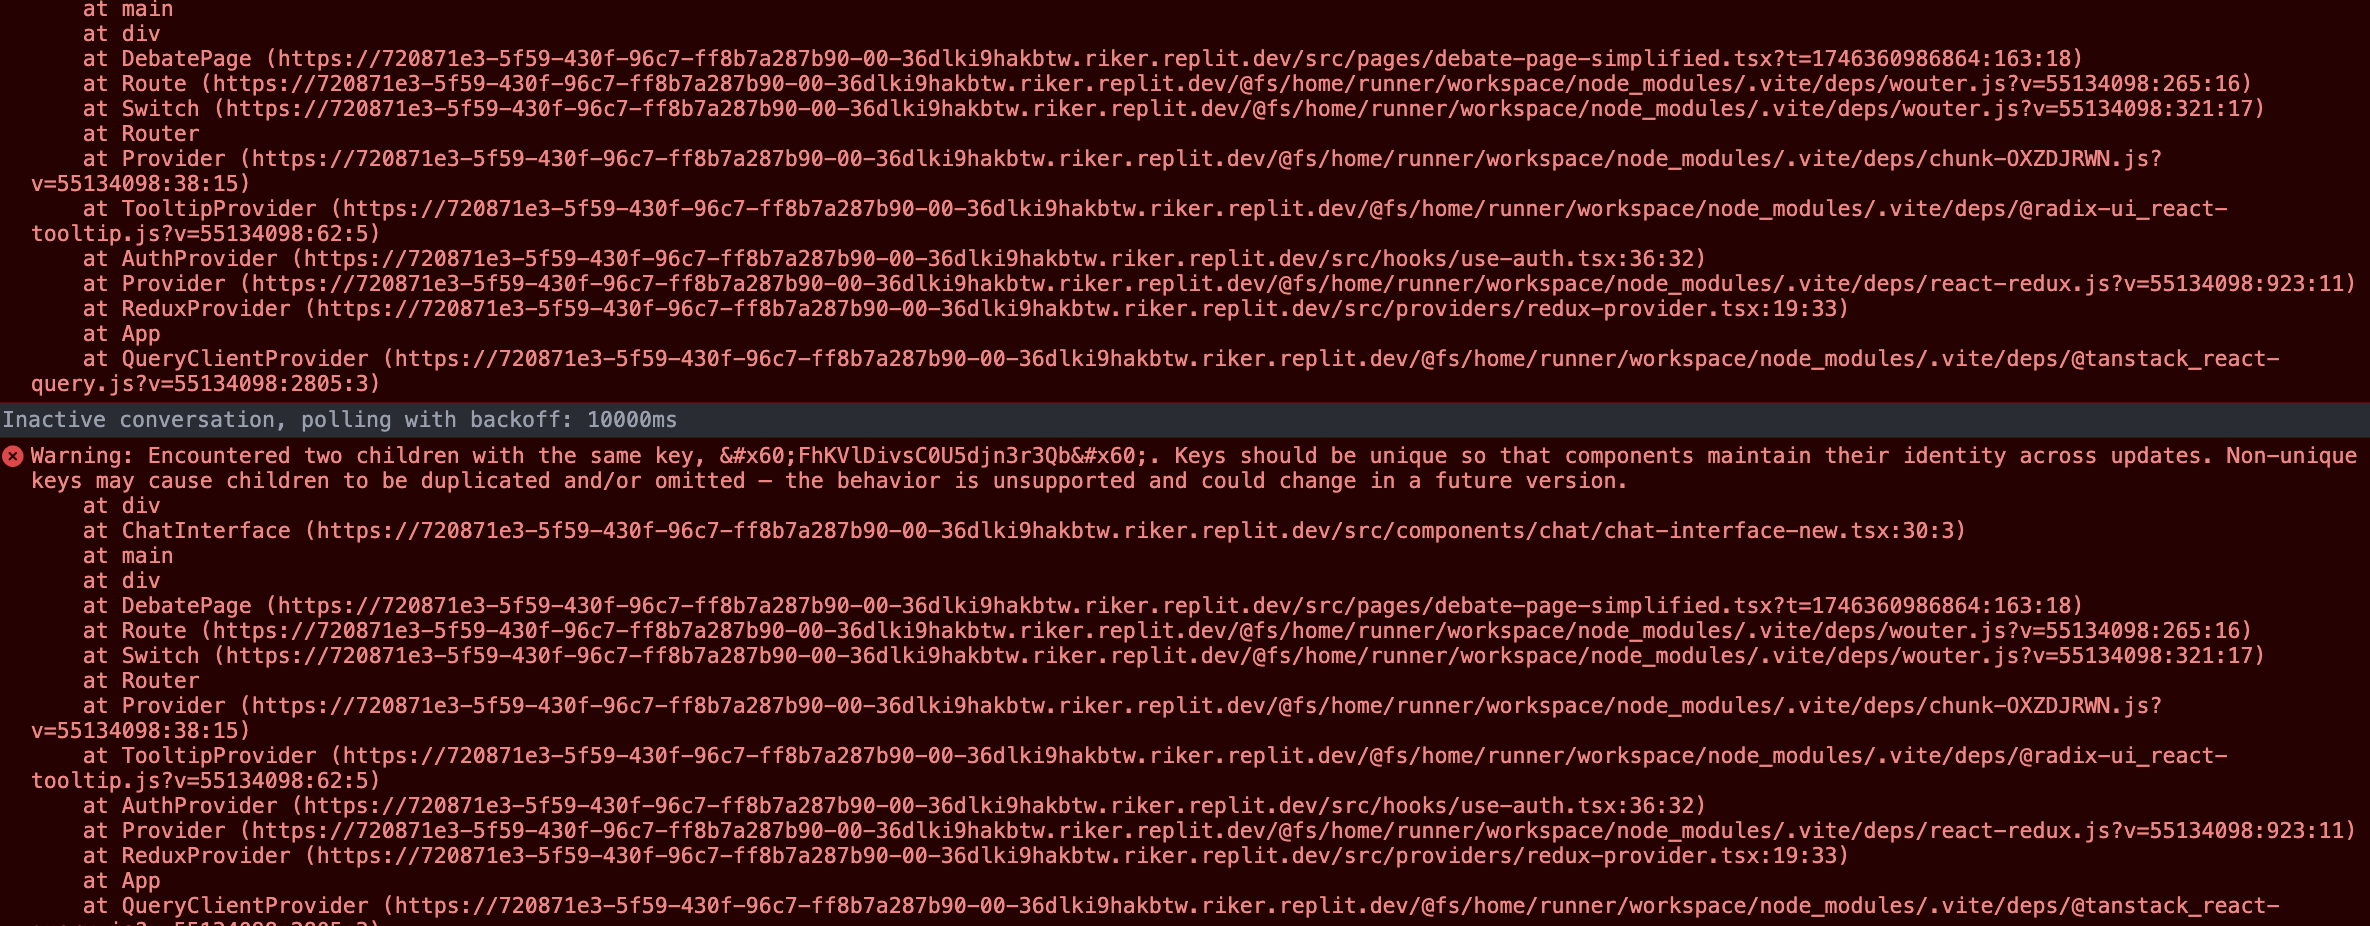 at main
at div
at DebatePage (https://720871e3-5f59-430f-96c7-ff8b7a287b90-00-36dlki9hakbtw.riker.replit.dev/src/pages/debate-page-simplified.tsx?t=1746360986864:163:18)
at Route (https://720871e3-5f59-430f-96c7-ff8b7a287b90-00-36dlki9hakbtw.riker.replit.dev/@fs/home/runner/workspace/node_modules/.vite/deps/wouter.js?v=55134098:265:16)
at Switch (https://720871e3-5f59-430f-96c7-ff8b7a287b90-00-36dlki9hakbtw.riker.replit.dev/@fs/home/runner/workspace/node_modules/.vite/deps/wouter.js?v=55134098:321:17)
at Router
at Provider (https://720871e3-5f59-430f-96c7-ff8b7a287b90-00-36dlki9hakbtw.riker.replit.dev/@fs/home/runner/workspace/node_modules/.vite/deps/chunk-OXZDJRWN.js?
v=55134098:38:15)
at TooltipProvider (https://720871e3-5f59-430f-96c7-ff8b7a287b90-00-36dlki9hakbtw.riker.replit.dev/@fs/home/runner/workspace/node_modules/.vite/deps/@radix-ui_react-
tooltip.js?v=55134098:62:5)
at AuthProvider (https://720871e3-5f59-430f-96c7-ff8b7a287b90-00-36dlki9hakbtw.riker.replit.dev/src/hooks/use-auth.tsx:36:32)
at Provider (https://720871e3-5f59-430f-96c7-ff8b7a287b90-00-36dlki9hakbtw.riker.replit.dev/@fs/home/runner/workspace/node_modules/.vite/deps/react-redux.js?v=55134098:923:11)
at ReduxProvider (https://720871e3-5f59-430f-96c7-ff8b7a287b90-00-36dlki9hakbtw.riker.replit.dev/src/providers/redux-provider.tsx:19:33)
at App
at QueryClientProvider (https://720871e3-5f59-430f-96c7-ff8b7a287b90-00-36dlki9hakbtw.riker.replit.dev/@fs/home/runner/workspace/node_modules/.vite/deps/@tanstack_react-
query.js?v=55134098:2805:3)
Inactive conversation, polling with backoff: 10000ms
Warning: Encountered two children with the same key, &#x60;FhKVlDivsC0U5djn3r3Qb&#x60;. Keys should be unique so that components maintain their identity across updates. Non-unique
keys may cause children to be duplicated and/or omitted — the behavior is unsupported and could change in a future version.
at div
at ChatInterface (https://720871e3-5f59-430f-96c7-ff8b7a287b90-00-36dlki9hakbtw.riker.replit.dev/src/components/chat/chat-interface-new.tsx:30:3)
at main
at div
at DebatePage (https://720871e3-5f59-430f-96c7-ff8b7a287b90-00-36dlki9hakbtw.riker.replit.dev/src/pages/debate-page-simplified.tsx?t=1746360986864:163:18)
at Route (https://720871e3-5f59-430f-96c7-ff8b7a287b90-00-36dlki9hakbtw.riker.replit.dev/@fs/home/runner/workspace/node_modules/.vite/deps/wouter.js?v=55134098:265:16)
at Switch (https://720871e3-5f59-430f-96c7-ff8b7a287b90-00-36dlki9hakbtw.riker.replit.dev/@fs/home/runner/workspace/node_modules/.vite/deps/wouter.js?v=55134098:321:17)
at Router
at Provider (https://720871e3-5f59-430f-96c7-ff8b7a287b90-00-36dlki9hakbtw.riker.replit.dev/@fs/home/runner/workspace/node_modules/.vite/deps/chunk-OXZDJRWN.js?
v=55134098:38:15)
at TooltipProvider (https://720871e3-5f59-430f-96c7-ff8b7a287b90-00-36dlki9hakbtw.riker.replit.dev/@fs/home/runner/workspace/node_modules/.vite/deps/@radix-ui_react-
tooltip.js?v=55134098:62:5)
at AuthProvider (https://720871e3-5f59-430f-96c7-ff8b7a287b90-00-36dlki9hakbtw.riker.replit.dev/src/hooks/use-auth.tsx:36:32)
at Provider (https://720871e3-5f59-430f-96c7-ff8b7a287b90-00-36dlki9hakbtw.riker.replit.dev/@fs/home/runner/workspace/node_modules/.vite/deps/react-redux.js?v=55134098:923:11)
at ReduxProvider (https://720871e3-5f59-430f-96c7-ff8b7a287b90-00-36dlki9hakbtw.riker.replit.dev/src/providers/redux-provider.tsx:19:33)
at App
at QueryClientProvider (https://720871e3-5f59-430f-96c7-ff8b7a287b90-00-36dlki9hakbtw.riker.replit.dev/@fs/home/runner/workspace/node_modules/.vite/deps/@tanstack_react-